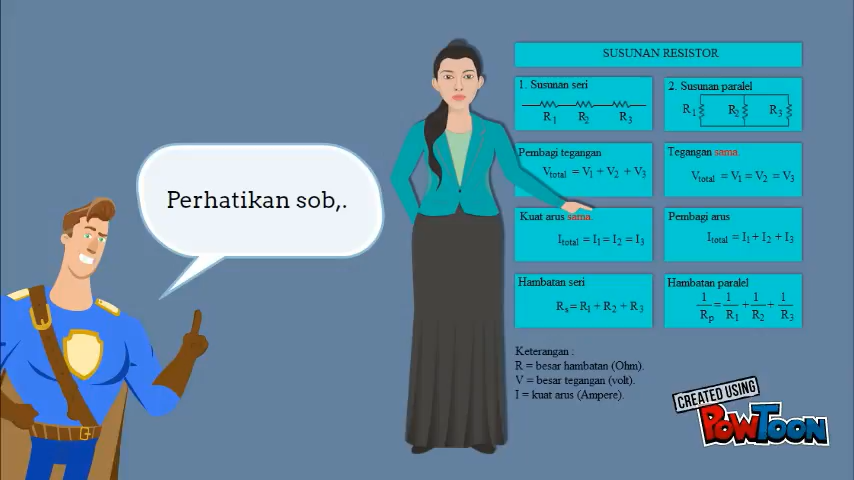 Perhatikan sob,.
SUSUNAN RESISTOR
1. Susunan seri
R₁ R₂ R₃
Pembagi tegangan
Vtotal = V₁ + V₂ + V₃
Kuat arus sama.
Itotal = I₁ = I₂ = I₃
Hambatan seri
Rs = R₁ + R₂ + R₃
2. Susunan paralel
R₁ R₂ R₃
Tegangan sama.
Vtotal = V₁ = V₂ = V₃
Pembagi arus
Itotal = I₁ + I₂ + I₃
Hambatan paralel
1/Rp = 1/R₁ + 1/R₂ + 1/R₃
Keterangan :
R = besar hambatan (Ohm).
V = besar tegangan (volt).
I = kuat arus (Ampere).
CREATED USING
POWTOON